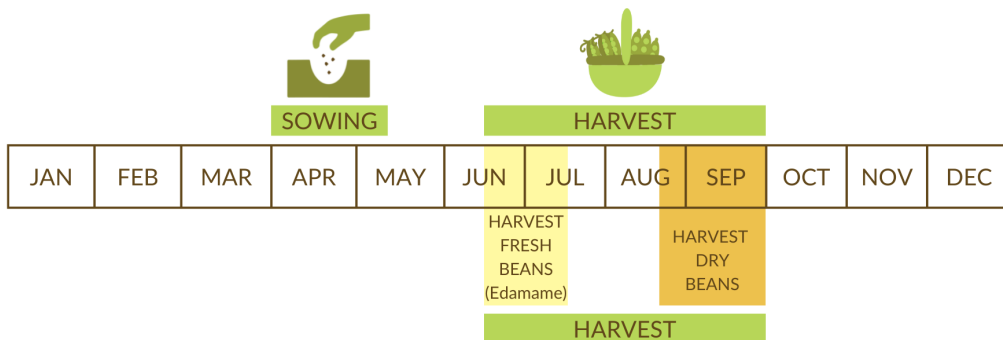 SOWING
HARVEST
JAN FEB MAR APR MAY JUN JUL AUG SEP OCT NOV DEC
HARVEST
FRESH
BEANS
(Edamame)
HARVEST
DRY
BEANS
HARVEST